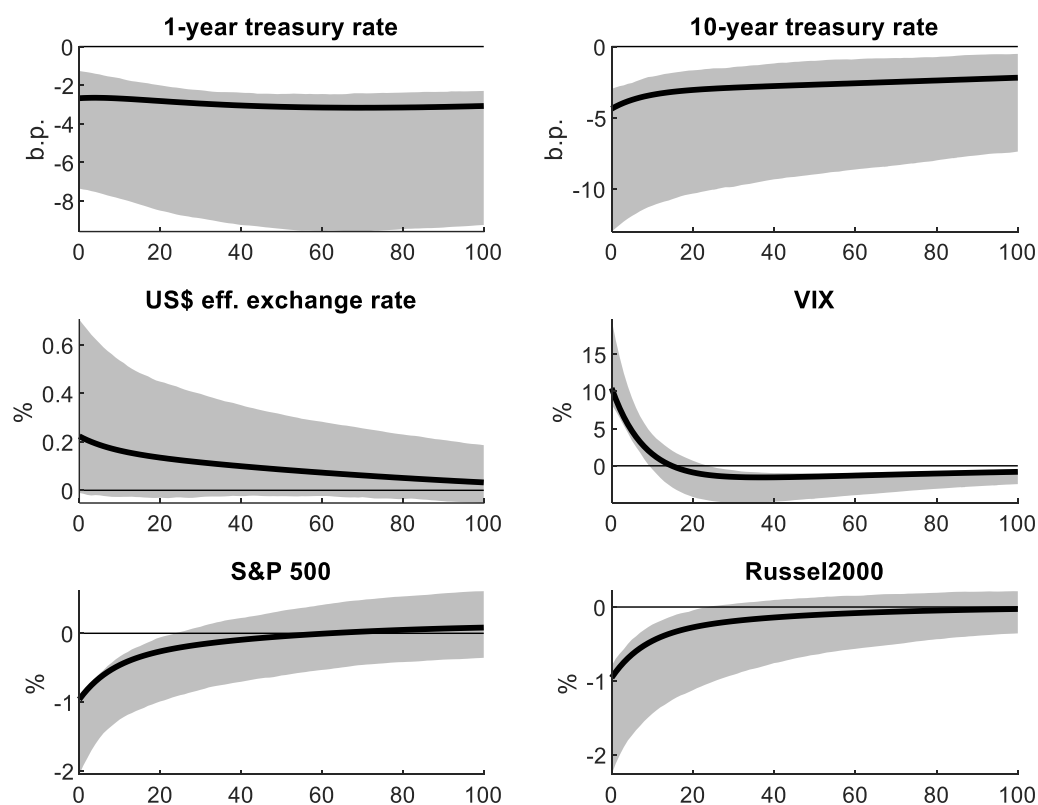 1-year treasury rate
10-year treasury rate
0
-2
-4
-6
-8
b.p.
0 20 40 60 80 100
0
-5
-10
b.p.
0 20 40 60 80 100
US$ eff. exchange rate
VIX
0.6
0.4
0.2
0
%
0 20 40 60 80 100
15
10
5
0
%
0 20 40 60 80 100
S&P 500
Russel2000
0
-1
-2
%
0 20 40 60 80 100
0
-1
-2
%
0 20 40 60 80 100